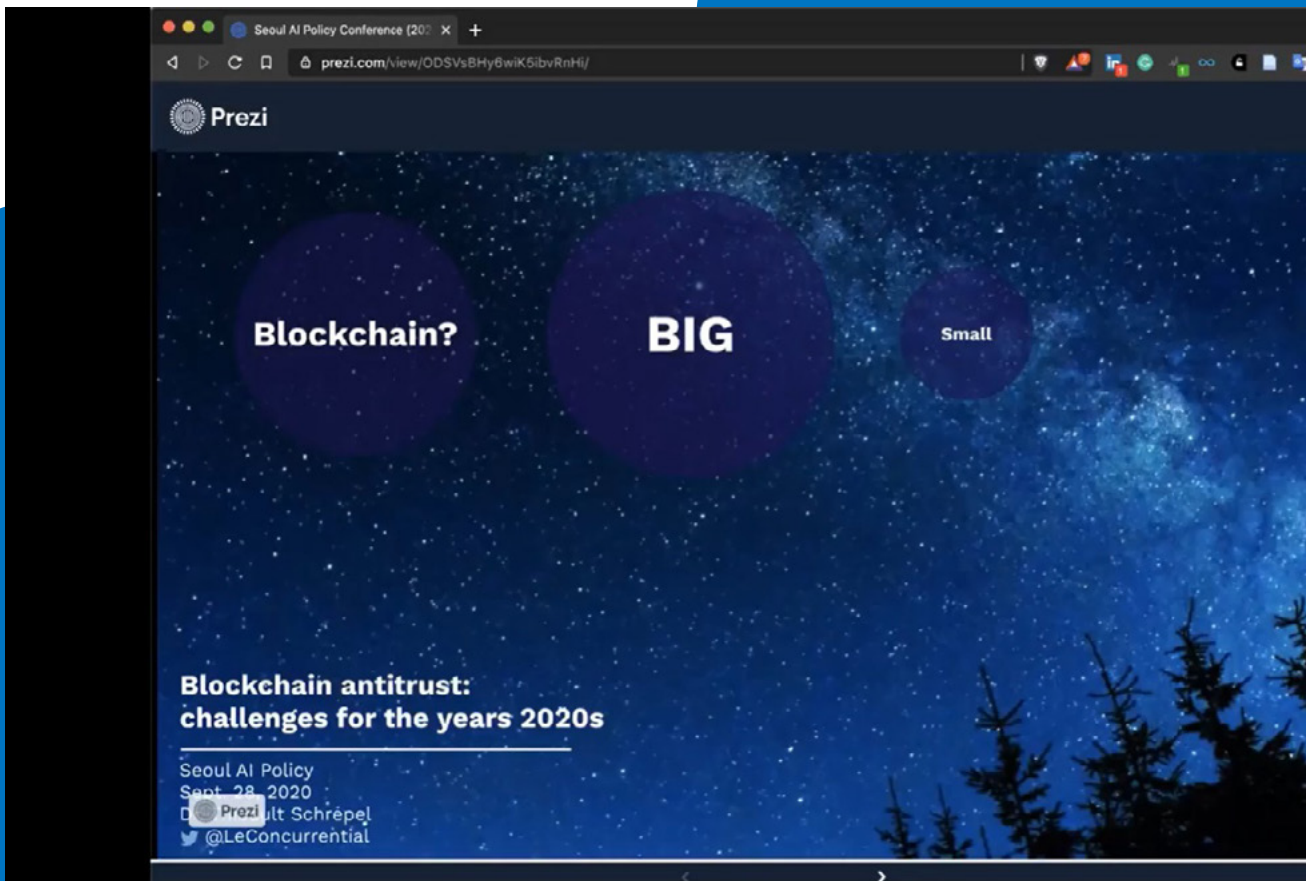 Seoul AI Policy Conference (202
prezi.com/view/ODSVsBHy6wiK5ibvRnHi/
Prezi
Blockchain?
BIG
Small
Blockchain antitrust:
challenges for the years 2020s
Seoul AI Policy
Sept. 28, 2020
Prezi
Schrepel
@LeConcurrential